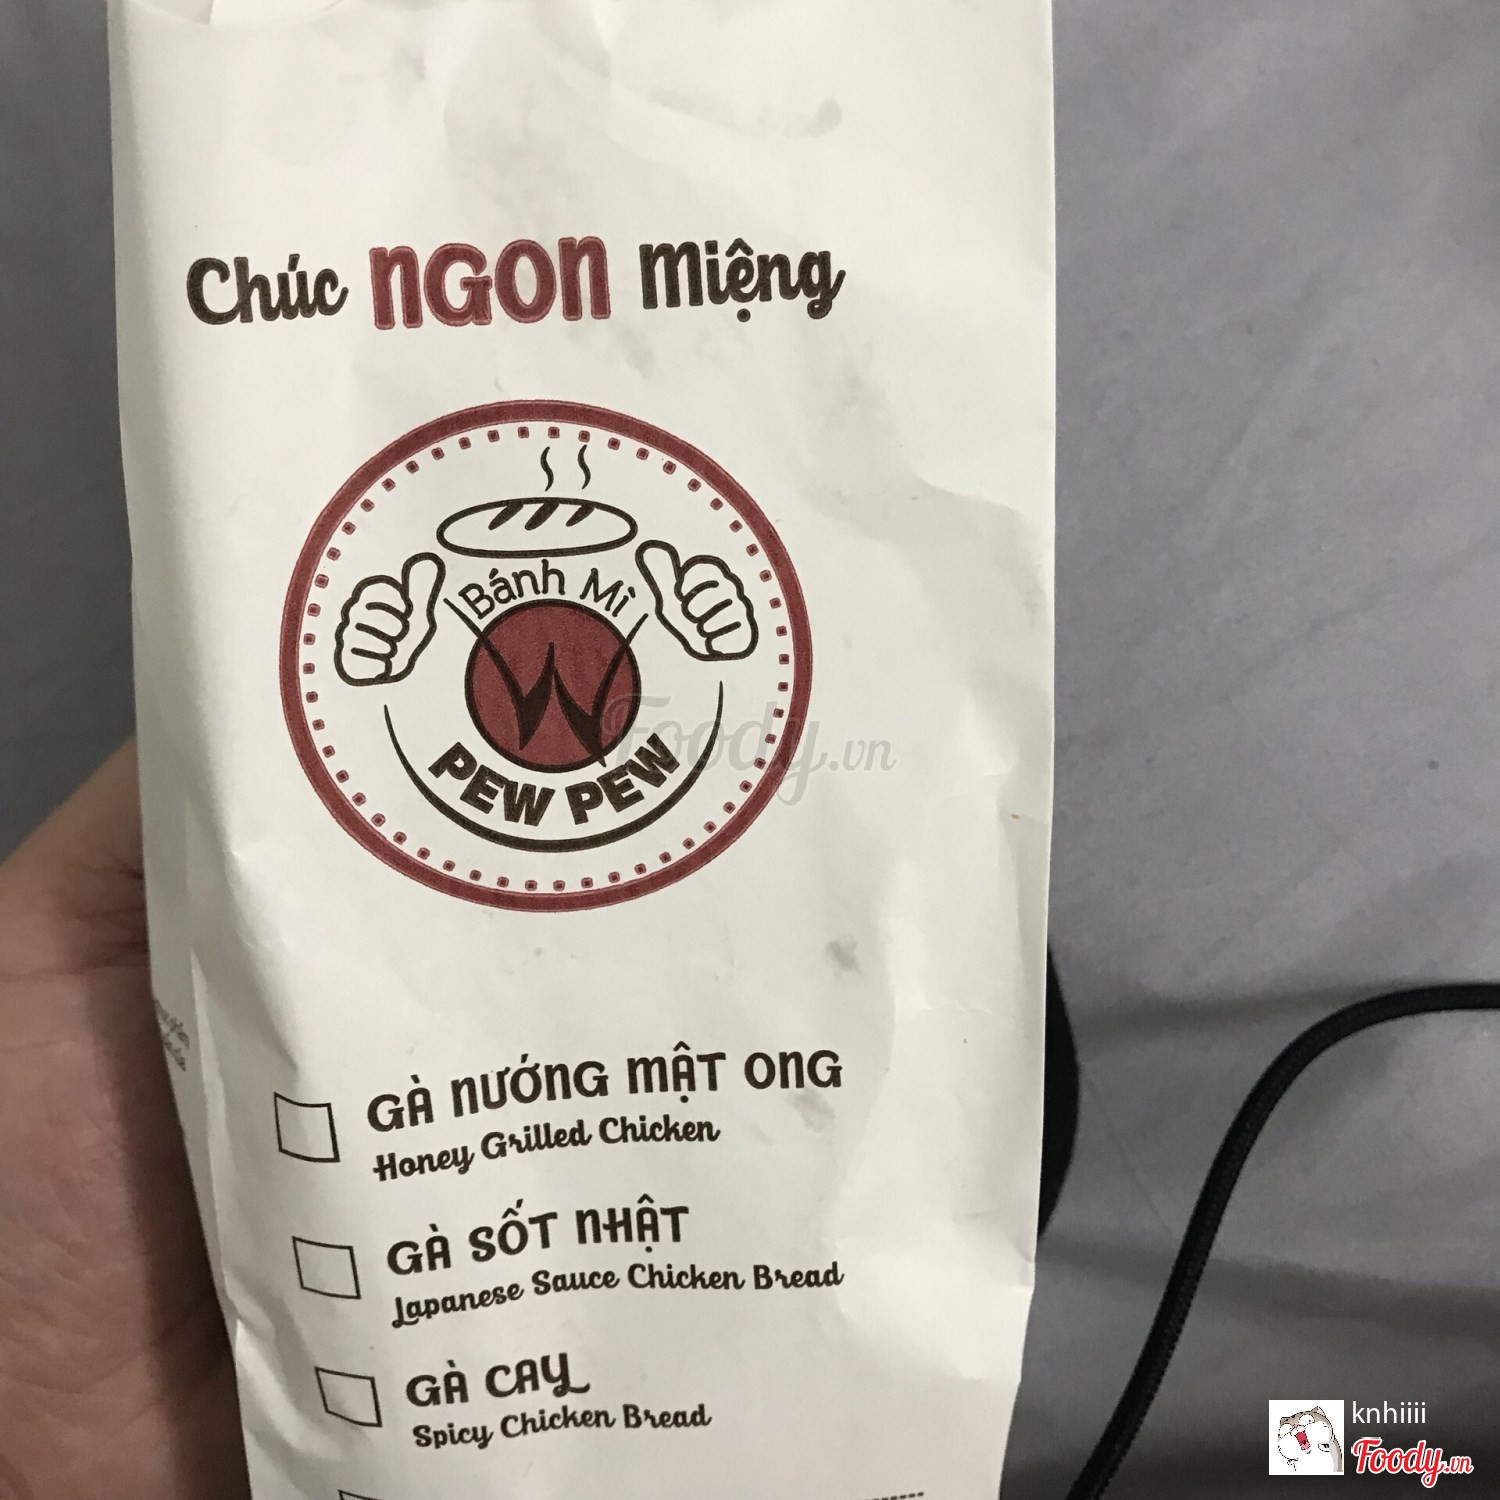 Chúc NGON Miệng
Bánh Mì
PEW PEW
Foody.vn
GÀ NƯỚNG MẬT ONG
Honey Grilled Chicken
GÀ SỐT NHẬT
Japanese Sauce Chicken Bread
GÀ CAY
Spicy Chicken Bread
knhiiii
Foody.vn